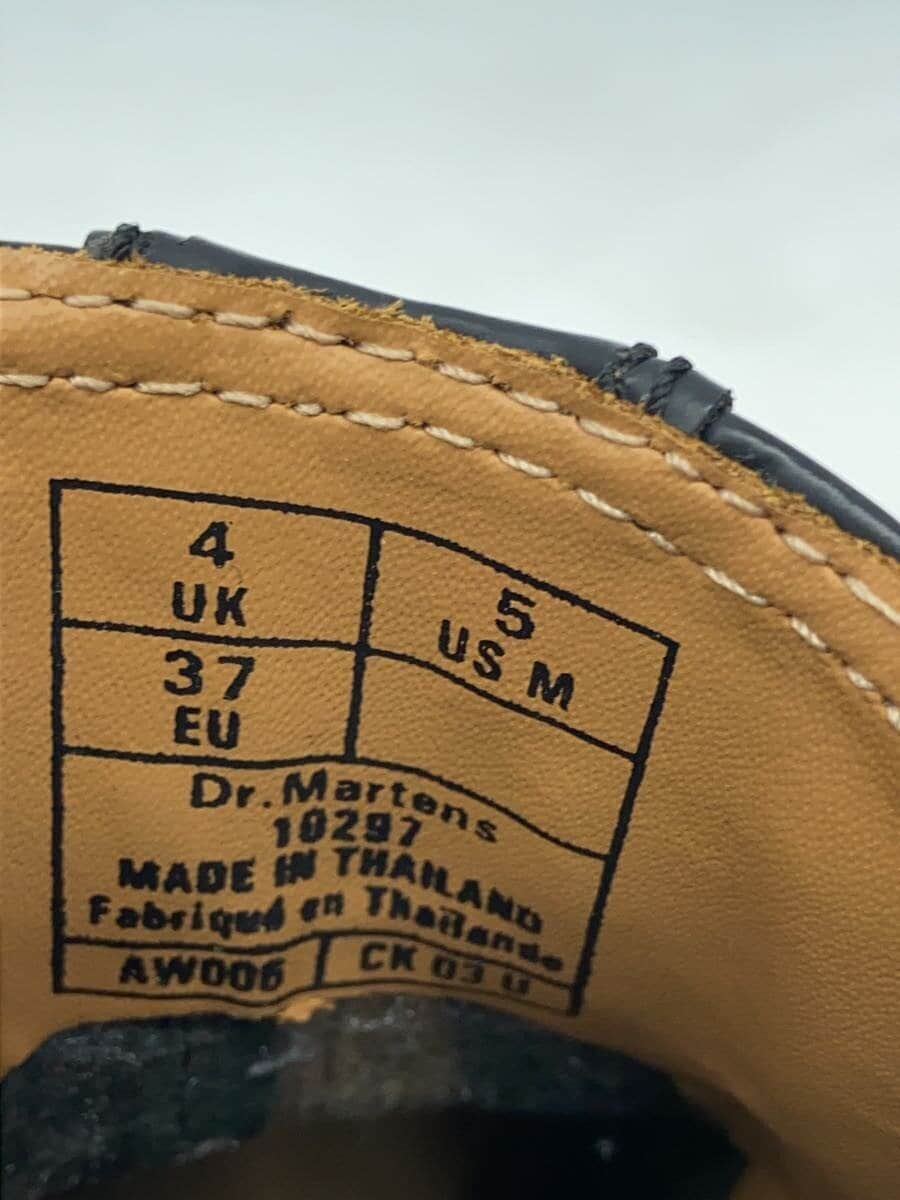 4
UK
5
US M
37
EU
Dr.Martens
10297
MADE IN THAILAND
Fabriqué en Thaïlande
AW006
CK 03 U